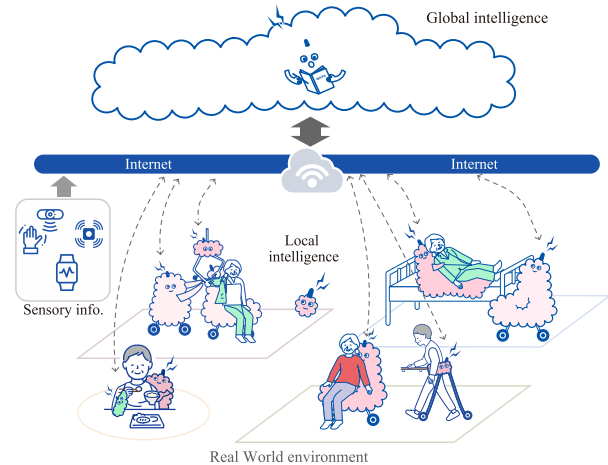 Global intelligence
Internet
Internet
Local
intelligence
Sensory info.
Real World environment